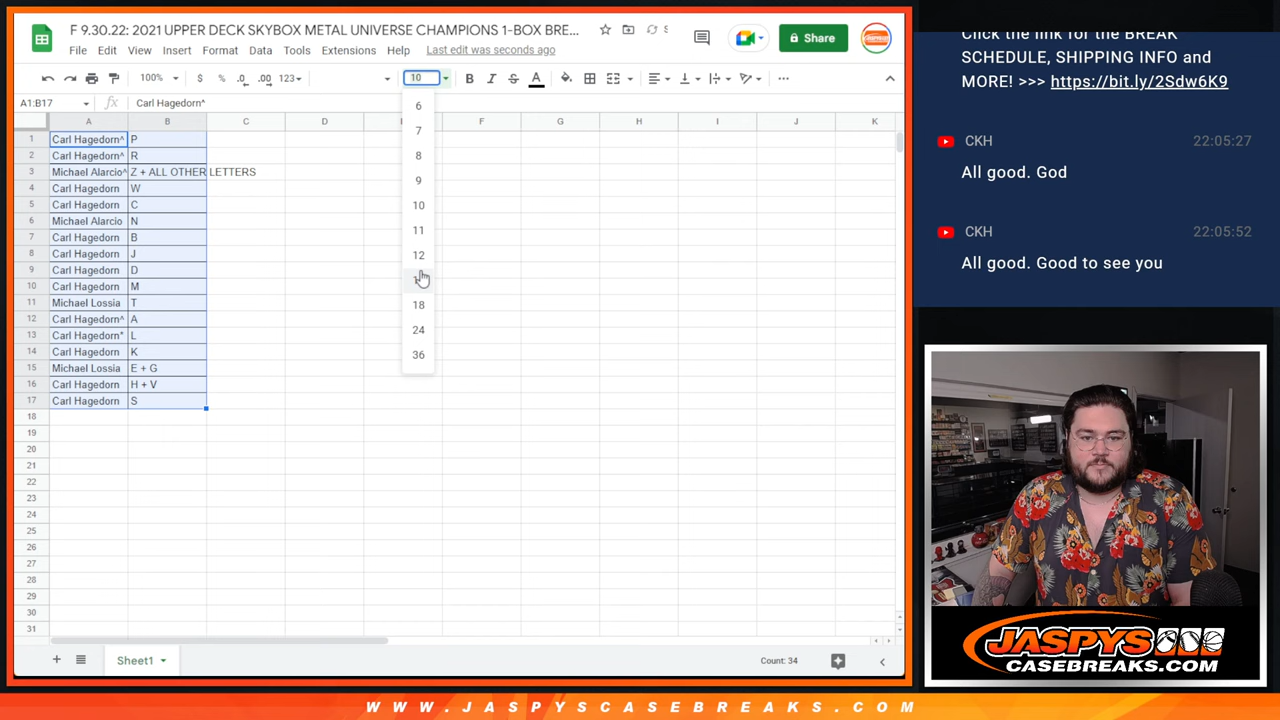 F 9.30.22: 2021 UPPER DECK SKYBOX METAL UNIVERSE CHAMPIONS 1-BOX BRE...
File Edit View Insert Format Data Tools Extensions Help Last edit was seconds ago
Share
100% $ % .0 .00 123 10 B I S A
A1:B17 fx Carl Hagedorn^
A B C D E F G H I J K
1 Carl Hagedorn^ P
2 Carl Hagedorn^ R
3 Michael Alarcio^ Z + ALL OTHER LETTERS
4 Carl Hagedorn W
5 Carl Hagedorn C
6 Michael Alarcio N
7 Carl Hagedorn B
8 Carl Hagedorn J
9 Carl Hagedorn D
10 Carl Hagedorn M
11 Michael Lossia T
12 Carl Hagedorn^ A
13 Carl Hagedorn* L
14 Carl Hagedorn K
15 Michael Lossia E + G
16 Carl Hagedorn H + V
17 Carl Hagedorn S
18
19
20
21
22
23
24
25
26
27
28
29
30
31
6
7
8
9
10
11
12
18
24
36
Sheet1
Count: 34
Click the link for the BREAK
SCHEDULE, SHIPPING INFO and
MORE! >>> https://bit.ly/2Sdw6K9
CKH 22:05:27
All good. God
CKH 22:05:52
All good. Good to see you
JASPYS
CASEBREAKS.COM
WWW.JASPYSCASEBREAKS.COM